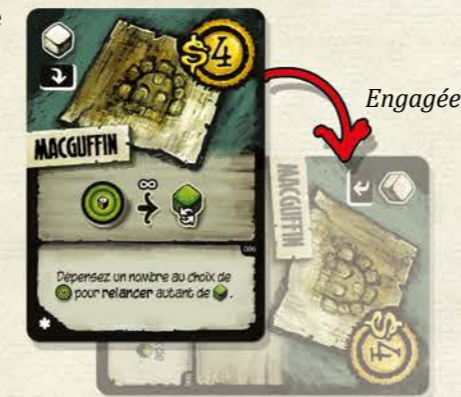 $4
Engagée
MACGUFFIN
∞
006
Dépensez un nombre au choix de
pour relancer autant de .
MACGUFFIN
$4